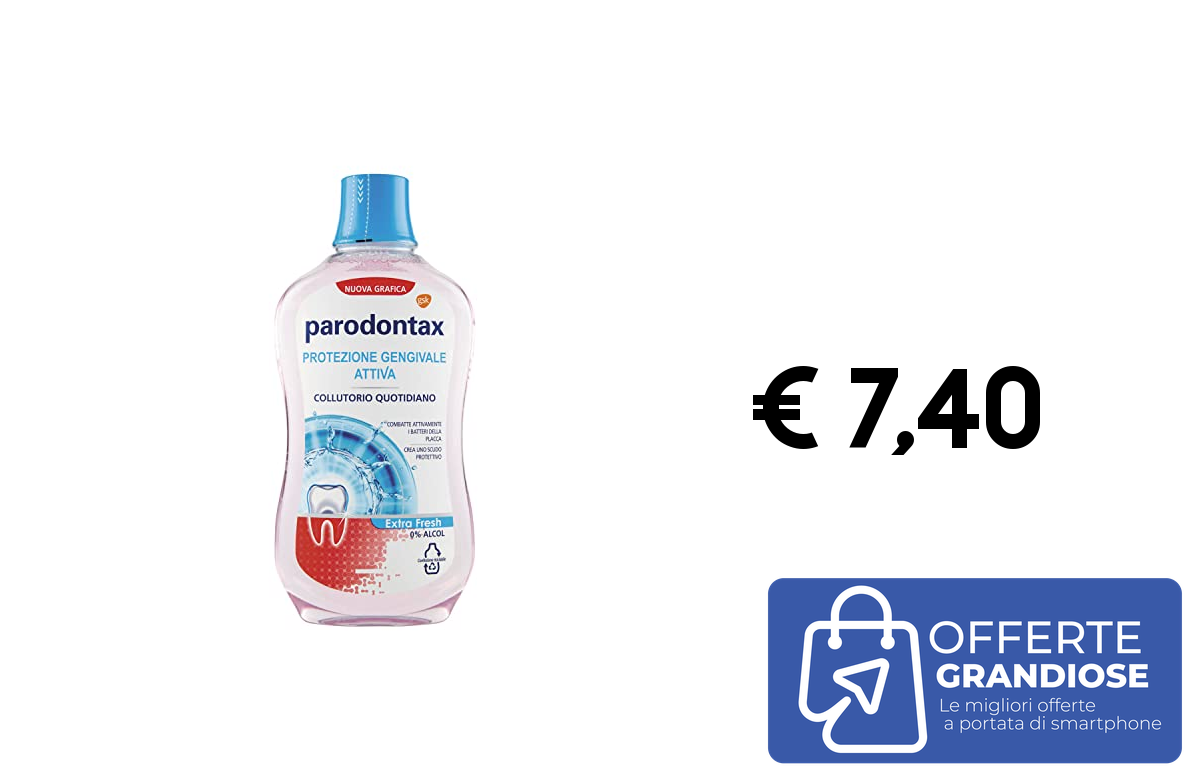 NUOVA GRAFICA
gsk
parodontax
PROTEZIONE GENGIVALE
ATTIVA
COLLUTORIO QUOTIDIANO
COMBATTE ATTIVAMENTE
I BATTERI DELLA
PLACCA
CREA UNO SCUDO
PROTETTIVO
Extra Fresh
0% ALCOL
€ 7,40
OFFERTE
GRANDIOSE
Le migliori offerte
a portata di smartphone